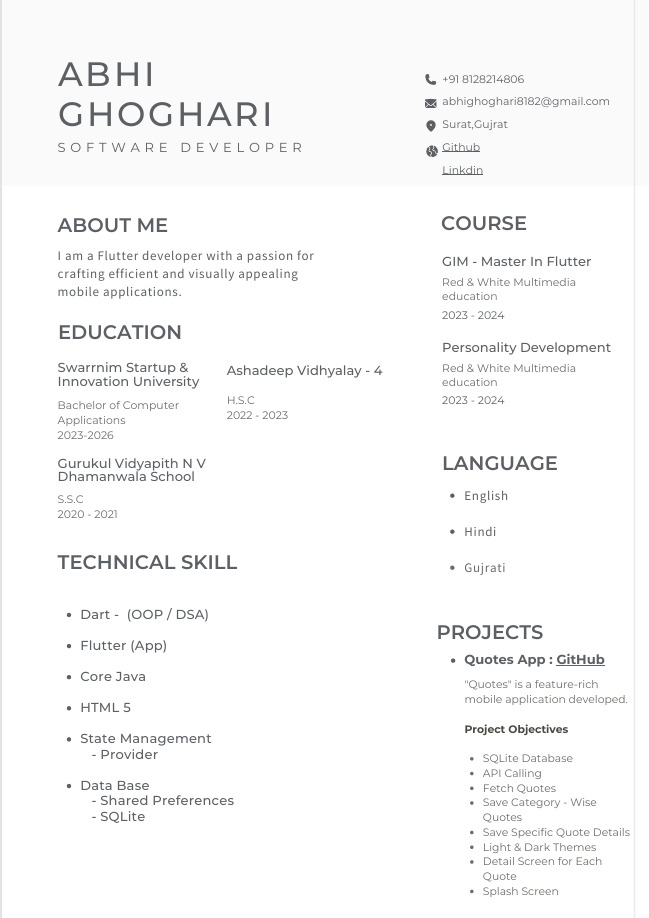 ABHI
GHOGHARI
SOFTWARE DEVELOPER
+91 8128214806
abhighoghari8182@gmail.com
Surat,Gujrat
Github
Linkdin
ABOUT ME
I am a Flutter developer with a passion for
crafting efficient and visually appealing
mobile applications.
EDUCATION
Swarrnim Startup &
Innovation University
Bachelor of Computer
Applications
2023-2026
Ashadeep Vidhyalay - 4
H.S.C
2022 - 2023
Gurukul Vidyapith N V
Dhamanwala School
S.S.C
2020 - 2021
TECHNICAL SKILL
• Dart - (OOP / DSA)
• Flutter (App)
• Core Java
• HTML 5
• State Management
- Provider
• Data Base
- Shared Preferences
- SQLite
COURSE
GIM - Master In Flutter
Red & White Multimedia
education
2023 - 2024
Personality Development
Red & White Multimedia
education
2023 - 2024
LANGUAGE
• English
• Hindi
• Gujrati
PROJECTS
• Quotes App : GitHub
"Quotes" is a feature-rich
mobile application developed.
Project Objectives
• SQLite Database
• API Calling
• Fetch Quotes
• Save Category - Wise
Quotes
• Save Specific Quote Details
• Light & Dark Themes
• Detail Screen for Each
Quote
• Splash Screen